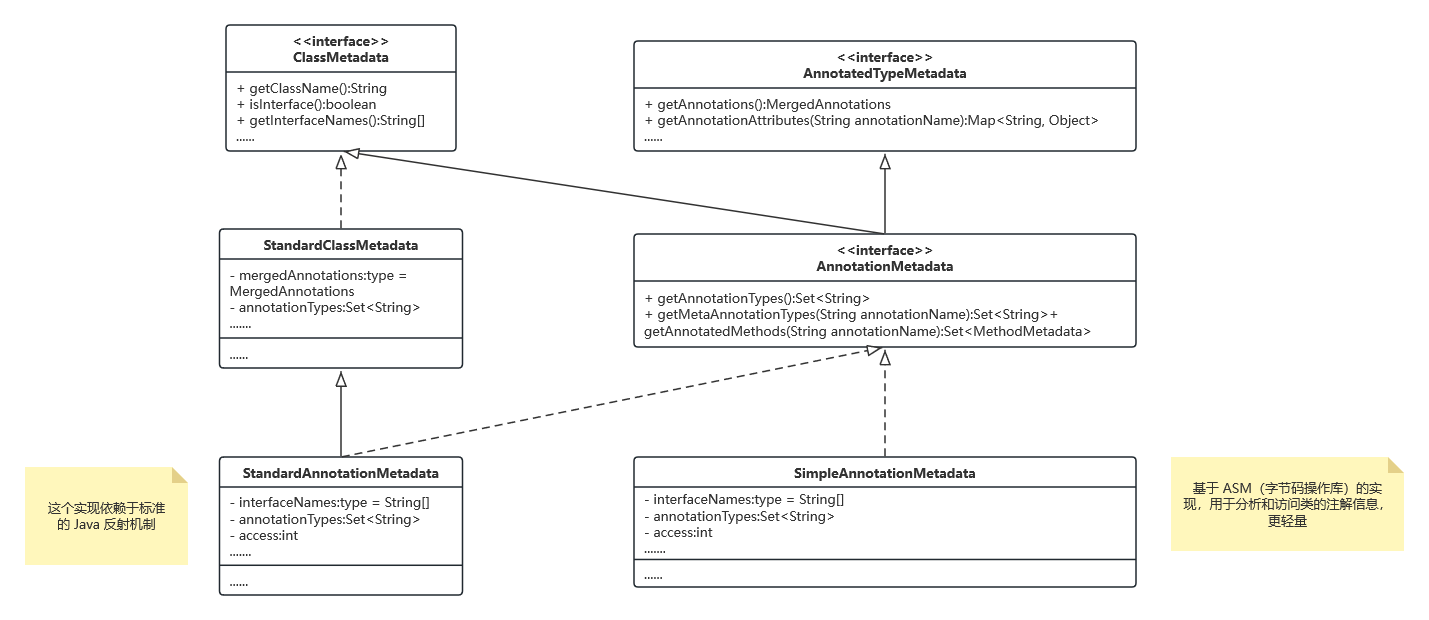 <<interface>>
ClassMetadata
+ getClassName():String
+ isInterface():boolean
+ getInterfaceNames():String[]
......
<<interface>>
AnnotatedTypeMetadata
+ getAnnotations():MergedAnnotations
+ getAnnotationAttributes(String annotationName):Map<String, Object>
......
StandardClassMetadata
- mergedAnnotations:type =
MergedAnnotations
- annotationTypes:Set<String>
.......
......
<<interface>>
AnnotationMetadata
+ getAnnotationTypes():Set<String>
+ getMetaAnnotationTypes(String annotationName):Set<String>+
getAnnotatedMethods(String annotationName):Set<MethodMetadata>
这个实现依赖于标准
的 Java 反射机制
StandardAnnotationMetadata
- interfaceNames:type = String[]
- annotationTypes:Set<String>
- access:int
.......
......
SimpleAnnotationMetadata
- interfaceNames:type = String[]
- annotationTypes:Set<String>
- access:int
.......
......
基于 ASM（字节码操作库）的实
现，用于分析和访问类的注解信息，
更轻量